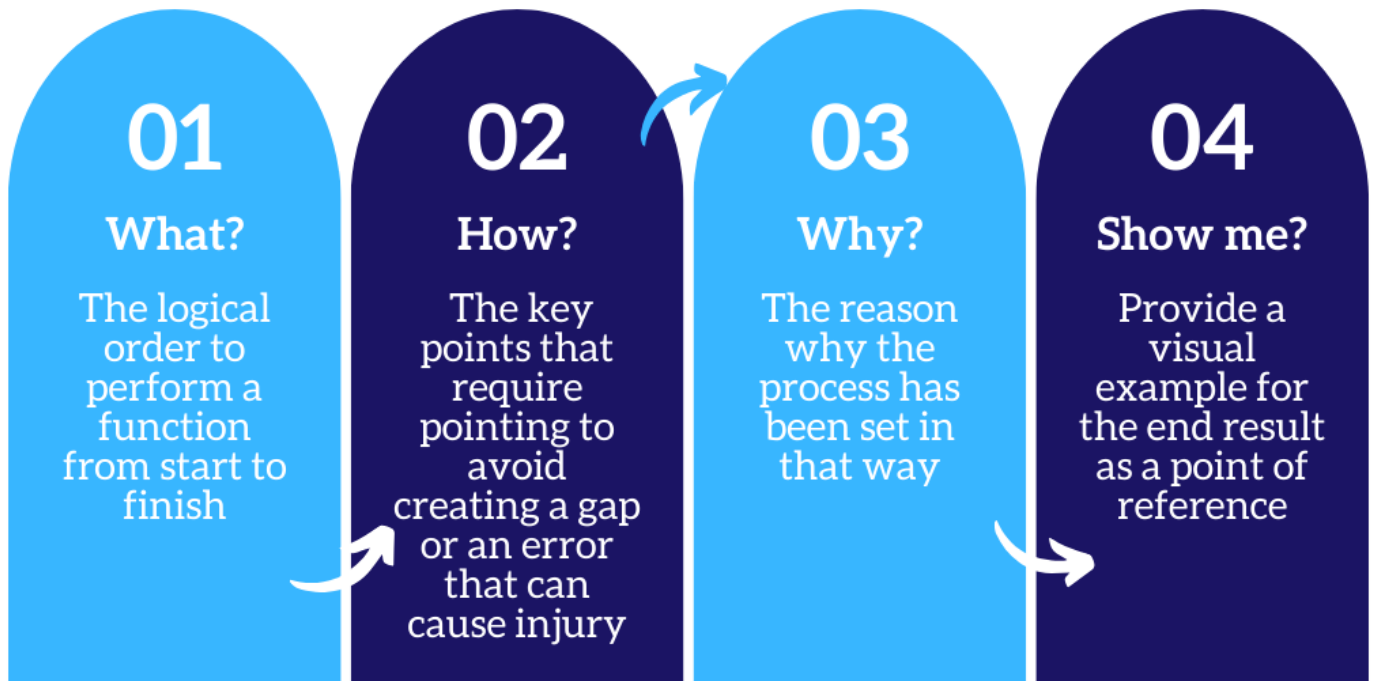 01
What?
The logical
order to
perform a
function
from start to
finish
02
How?
The key
points that
require
pointing to
avoid
creating a gap
or an error
that can
cause injury
03
Why?
The reason
why the
process has
been set in
that way
04
Show me?
Provide a
visual
example for
the end result
as a point of
reference